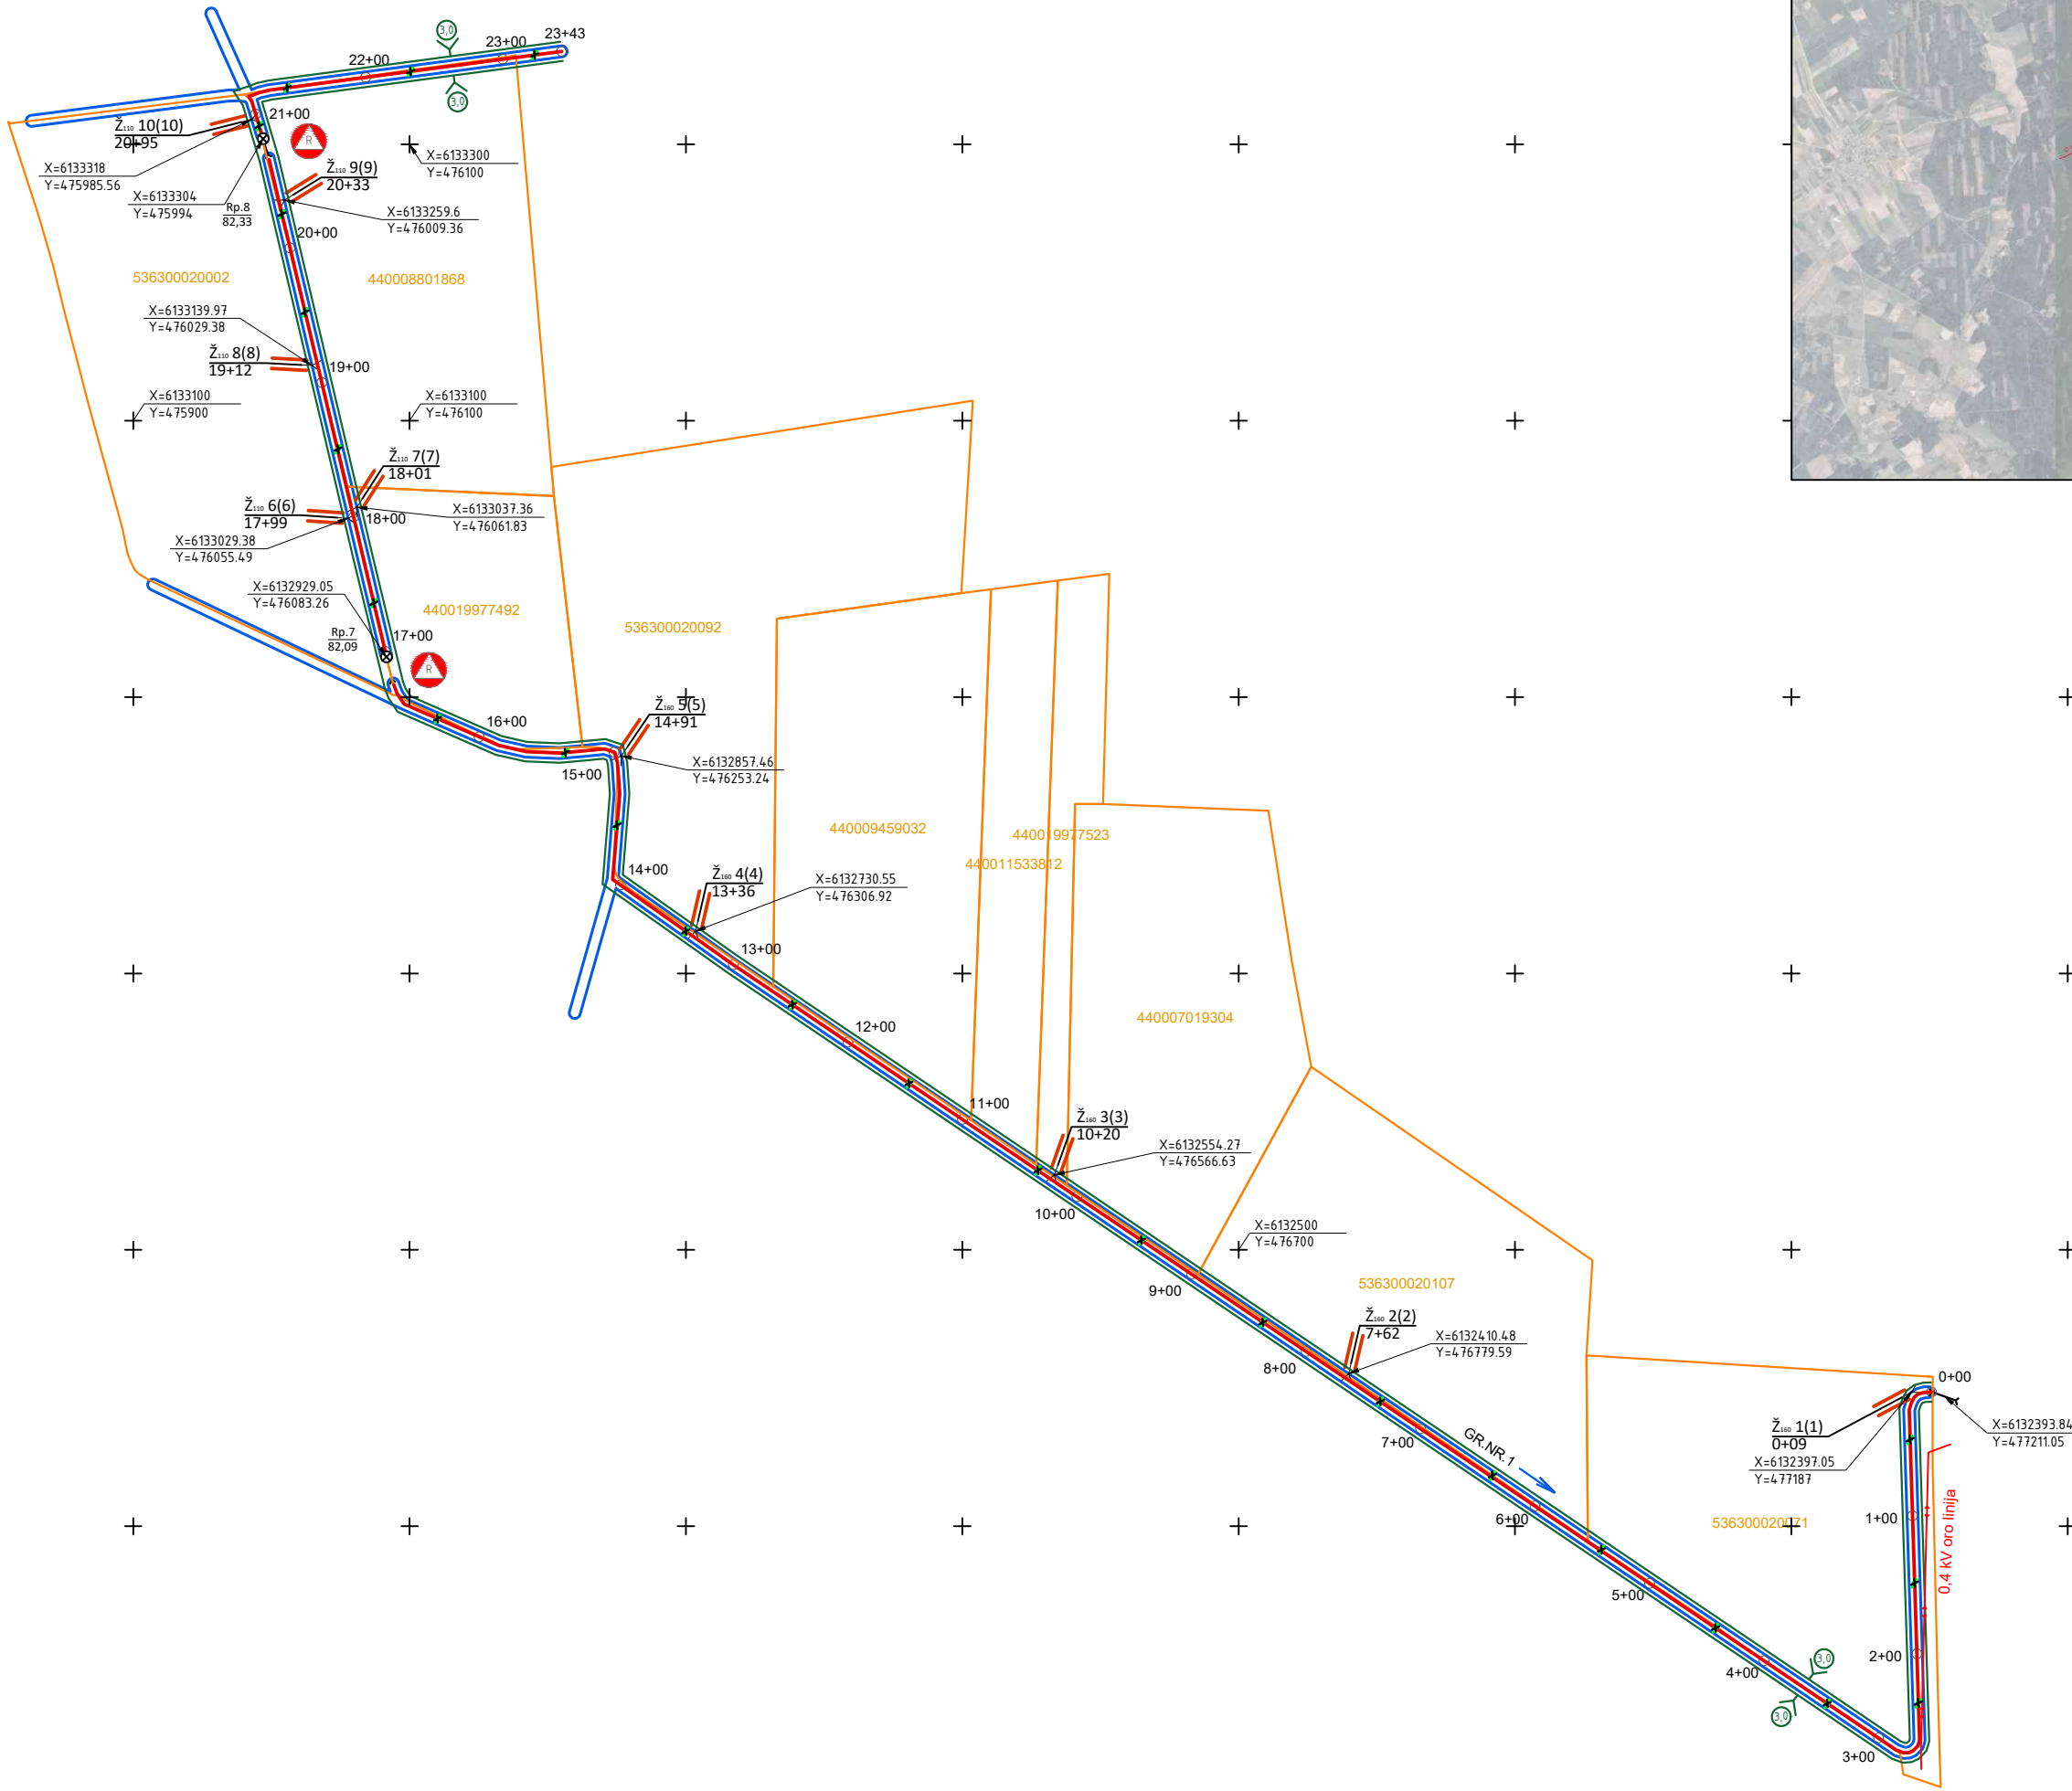 3,0
22+00
23+00
23+43
3,0
21+00
Ž110 10(10)
20+95
R
X=6133300
Y=476100
X=6133318
Y=475985.56
Ž110 9(9)
20+33
X=6133304
Y=475994
Rp.8
82,33
X=6133259.6
Y=476009.36
20+00
536300020002
440008801868
X=6133139.97
Y=476029.38
Ž110 8(8)
19+12
19+00
X=6133100
Y=475900
X=6133100
Y=476100
Ž110 7(7)
18+01
Ž110 6(6)
17+99
18+00
X=6133037.36
Y=476061.83
X=6133029.38
Y=476055.49
X=6132929.05
Y=476083.26
440019977492
536300020092
Rp.7
82,09
17+00
R
16+00
Ž160 5(5)
14+91
15+00
X=6132857.46
Y=476253.24
440009459032
440019977523
440011533812
14+00
Ž160 4(4)
13+36
X=6132730.55
Y=476306.92
13+00
12+00
440007019304
11+00
Ž160 3(3)
10+20
X=6132554.27
Y=476566.63
10+00
X=6132500
Y=476700
9+00
536300020107
Ž160 2(2)
7+62
X=6132410.48
Y=476779.59
8+00
0+00
Ž160 1(1)
0+09
X=6132393.84
Y=477211.05
X=6132397.05
Y=477187
7+00
GR.NR.1
6+00
536300020071
1+00
0,4 kV oro linija
5+00
2+00
4+00
3,0
3,0
3+00